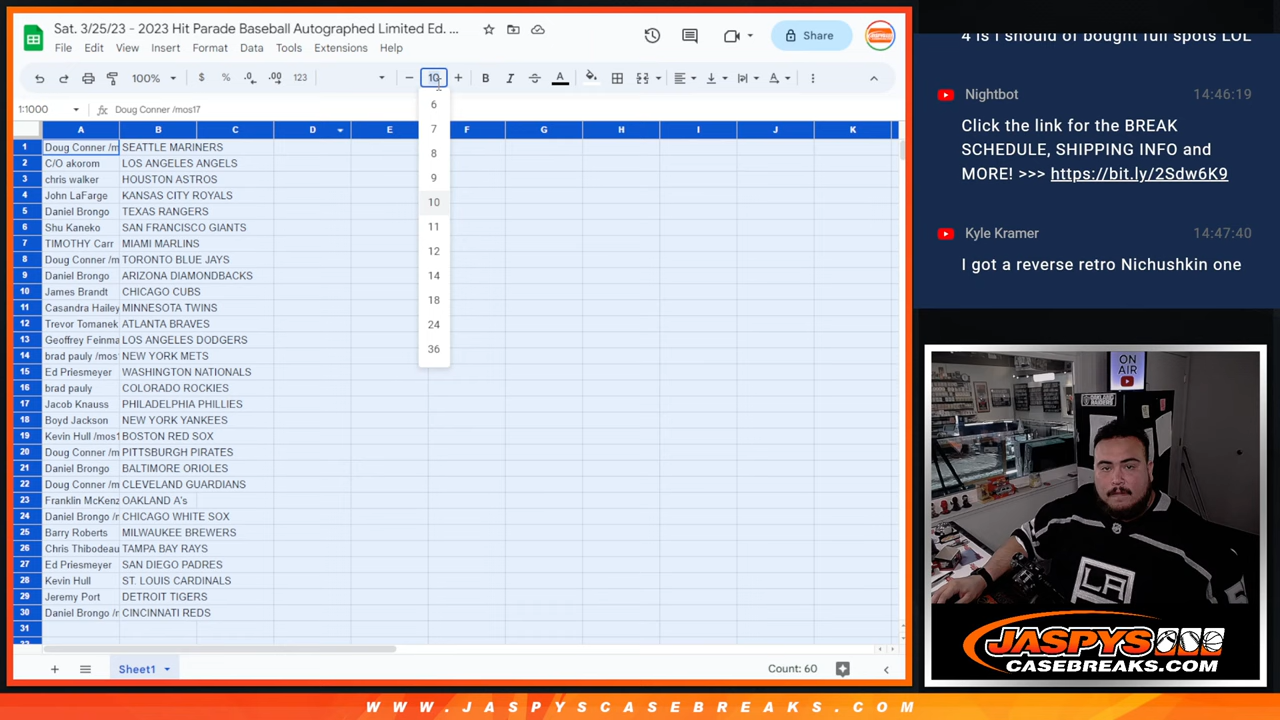 Sat. 3/25/23 - 2023 Hit Parade Baseball Autographed Limited Ed. ...
File Edit View Insert Format Data Tools Extensions Help
Share
100% $ % .0 .00 123 10 B I S A
1:1000 fx Doug Conner /mos17
A B C D E F G H I J K
1 Doug Conner /m SEATTLE MARINERS
2 C/O akorom LOS ANGELES ANGELS
3 chris walker HOUSTON ASTROS
4 John LaFarge KANSAS CITY ROYALS
5 Daniel Brongo TEXAS RANGERS
6 Shu Kaneko SAN FRANCISCO GIANTS
7 TIMOTHY Carr MIAMI MARLINS
8 Doug Conner /m TORONTO BLUE JAYS
9 Daniel Brongo ARIZONA DIAMONDBACKS
10 James Brandt CHICAGO CUBS
11 Casandra Hailey MINNESOTA TWINS
12 Trevor Tomanek ATLANTA BRAVES
13 Geoffrey Feinma LOS ANGELES DODGERS
14 brad pauly /mos NEW YORK METS
15 Ed Priesmeyer WASHINGTON NATIONALS
16 brad pauly COLORADO ROCKIES
17 Jacob Knauss PHILADELPHIA PHILLIES
18 Boyd Jackson NEW YORK YANKEES
19 Kevin Hull /mos1 BOSTON RED SOX
20 Doug Conner /m PITTSBURGH PIRATES
21 Daniel Brongo BALTIMORE ORIOLES
22 Doug Conner /m CLEVELAND GUARDIANS
23 Franklin McKenz OAKLAND A's
24 Daniel Brongo / CHICAGO WHITE SOX
25 Barry Roberts MILWAUKEE BREWERS
26 Chris Thibodeau TAMPA BAY RAYS
27 Ed Priesmeyer SAN DIEGO PADRES
28 Kevin Hull ST. LOUIS CARDINALS
29 Jeremy Port DETROIT TIGERS
30 Daniel Brongo /r CINCINNATI REDS
31
6
7
8
9
10
11
12
14
18
24
36
Sheet1 Count: 60
4 is I should of bought full spots LOL
Nightbot 14:46:19
Click the link for the BREAK
SCHEDULE, SHIPPING INFO and
MORE! >>> https://bit.ly/2Sdw6K9
Kyle Kramer 14:47:40
I got a reverse retro Nichushkin one
ON
AIR
LA
JASPYS
CASEBREAKS.COM
WWW.JASPYSCASEBREAKS.COM